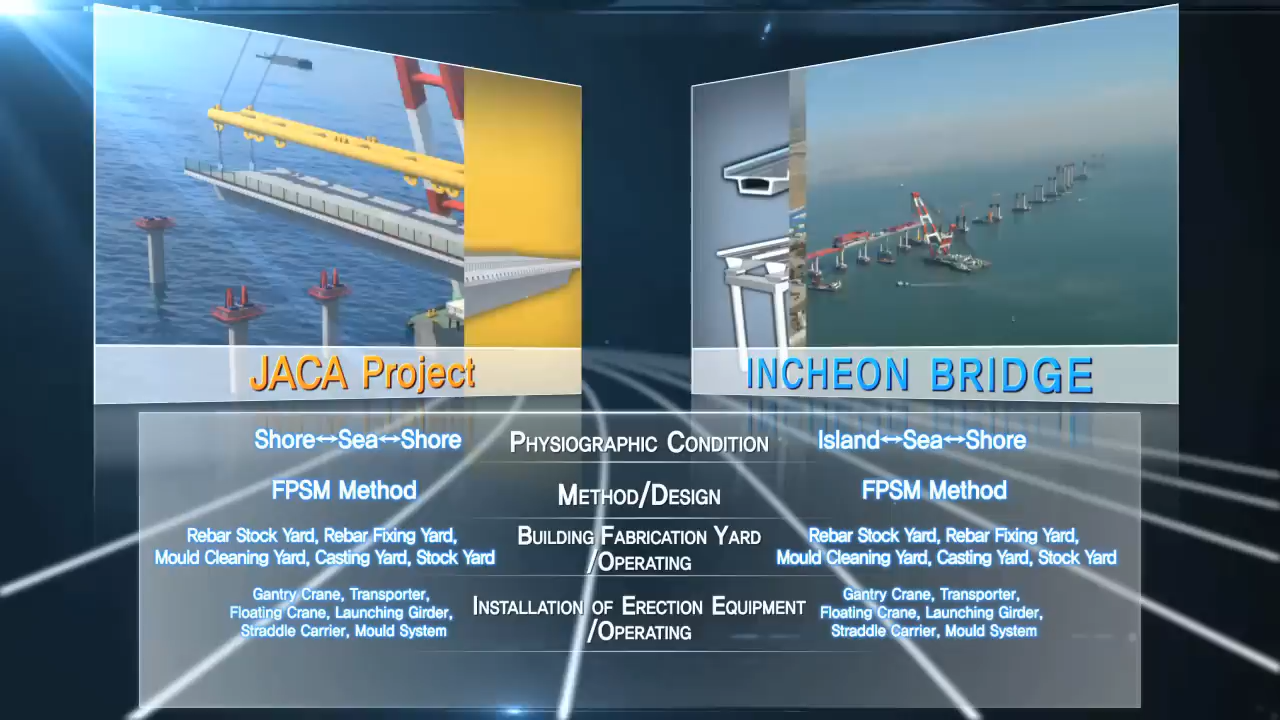 JACA Project
INCHEON BRIDGE
Shore↔Sea↔Shore
PHYSIOGRAPHIC CONDITION
Island↔Sea↔Shore
FPSM Method
METHOD/DESIGN
FPSM Method
Rebar Stock Yard, Rebar Fixing Yard,
Mould Cleaning Yard, Casting Yard, Stock Yard
BUILDING FABRICATION YARD
/OPERATING
Rebar Stock Yard, Rebar Fixing Yard,
Mould Cleaning Yard, Casting Yard, Stock Yard
Gantry Crane, Transporter,
Floating Crane, Launching Girder,
Straddle Carrier, Mould System
INSTALLATION OF ERECTION EQUIPMENT
/OPERATING
Gantry Crane, Transporter,
Floating Crane, Launching Girder,
Straddle Carrier, Mould System